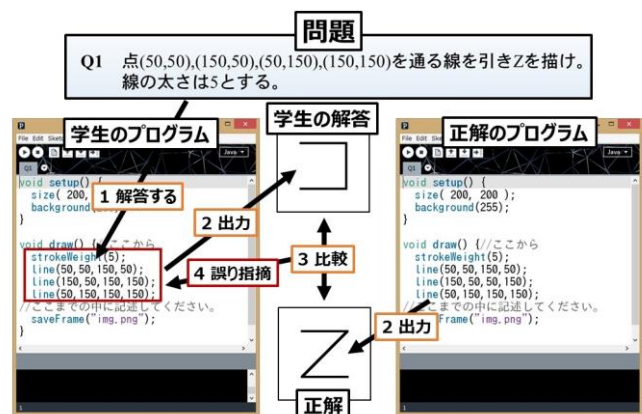 問題
Q1 点(50,50),(150,50),(50,150),(150,150)を通る線を引きZを描け。
線の太さは5とする。
学生のプログラム
File Edit Sket
Java
Q1
void setup() {
size( 200,
background(2
}
void draw() { ここから
strokeWeight(5);
line(50,50,150,50);
line(150,50,150,150);
line(50,150,150,150);
//ここまでの中に記述してください。
saveFrame("img.png");
}
1
1 解答する
2 出力
4 誤り指摘
学生の解答
3 比較
正解
2 出力
正解のプログラム
File Edit Sketc
Java
Q1
void setup() {
size( 200, 200 );
background(255);
}
void draw() {//ここから
strokeWeight(5);
line(50,50,150,50);
line(150,50,50,150);
line(50,150,150,150);
//ここまでの中に記述してください。
Frame("img.png");
1